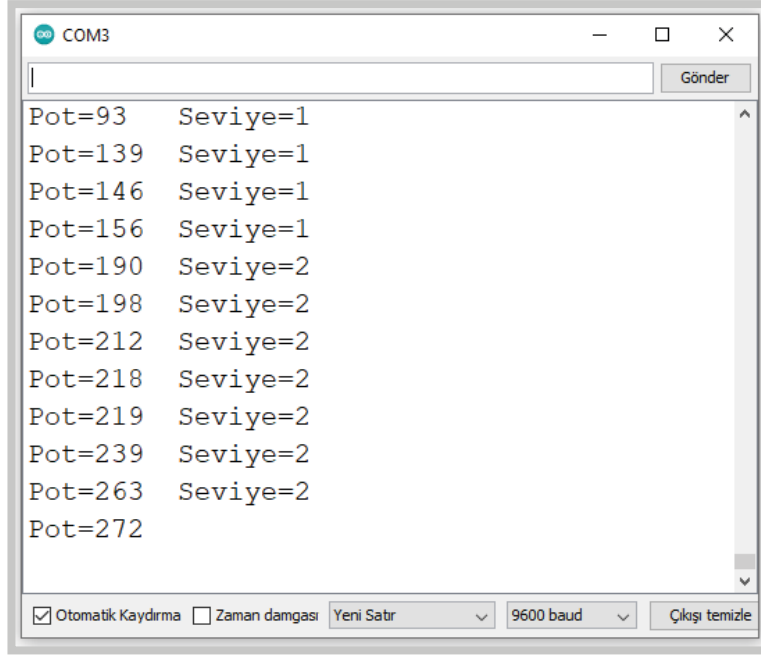 COM3
Gönder
Pot=93 Seviye=1
Pot=139 Seviye=1
Pot=146 Seviye=1
Pot=156 Seviye=1
Pot=190 Seviye=2
Pot=198 Seviye=2
Pot=212 Seviye=2
Pot=218 Seviye=2
Pot=219 Seviye=2
Pot=239 Seviye=2
Pot=263 Seviye=2
Pot=272
Otomatik Kaydırma Zaman damgası Yeni Satır 9600 baud Çıkışı temizle